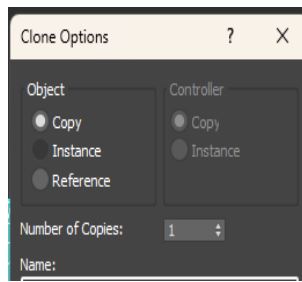 Clone Options ? X
Object
Copy
Instance
Reference
Controller
Copy
Instance
Number of Copies: 1
Name: